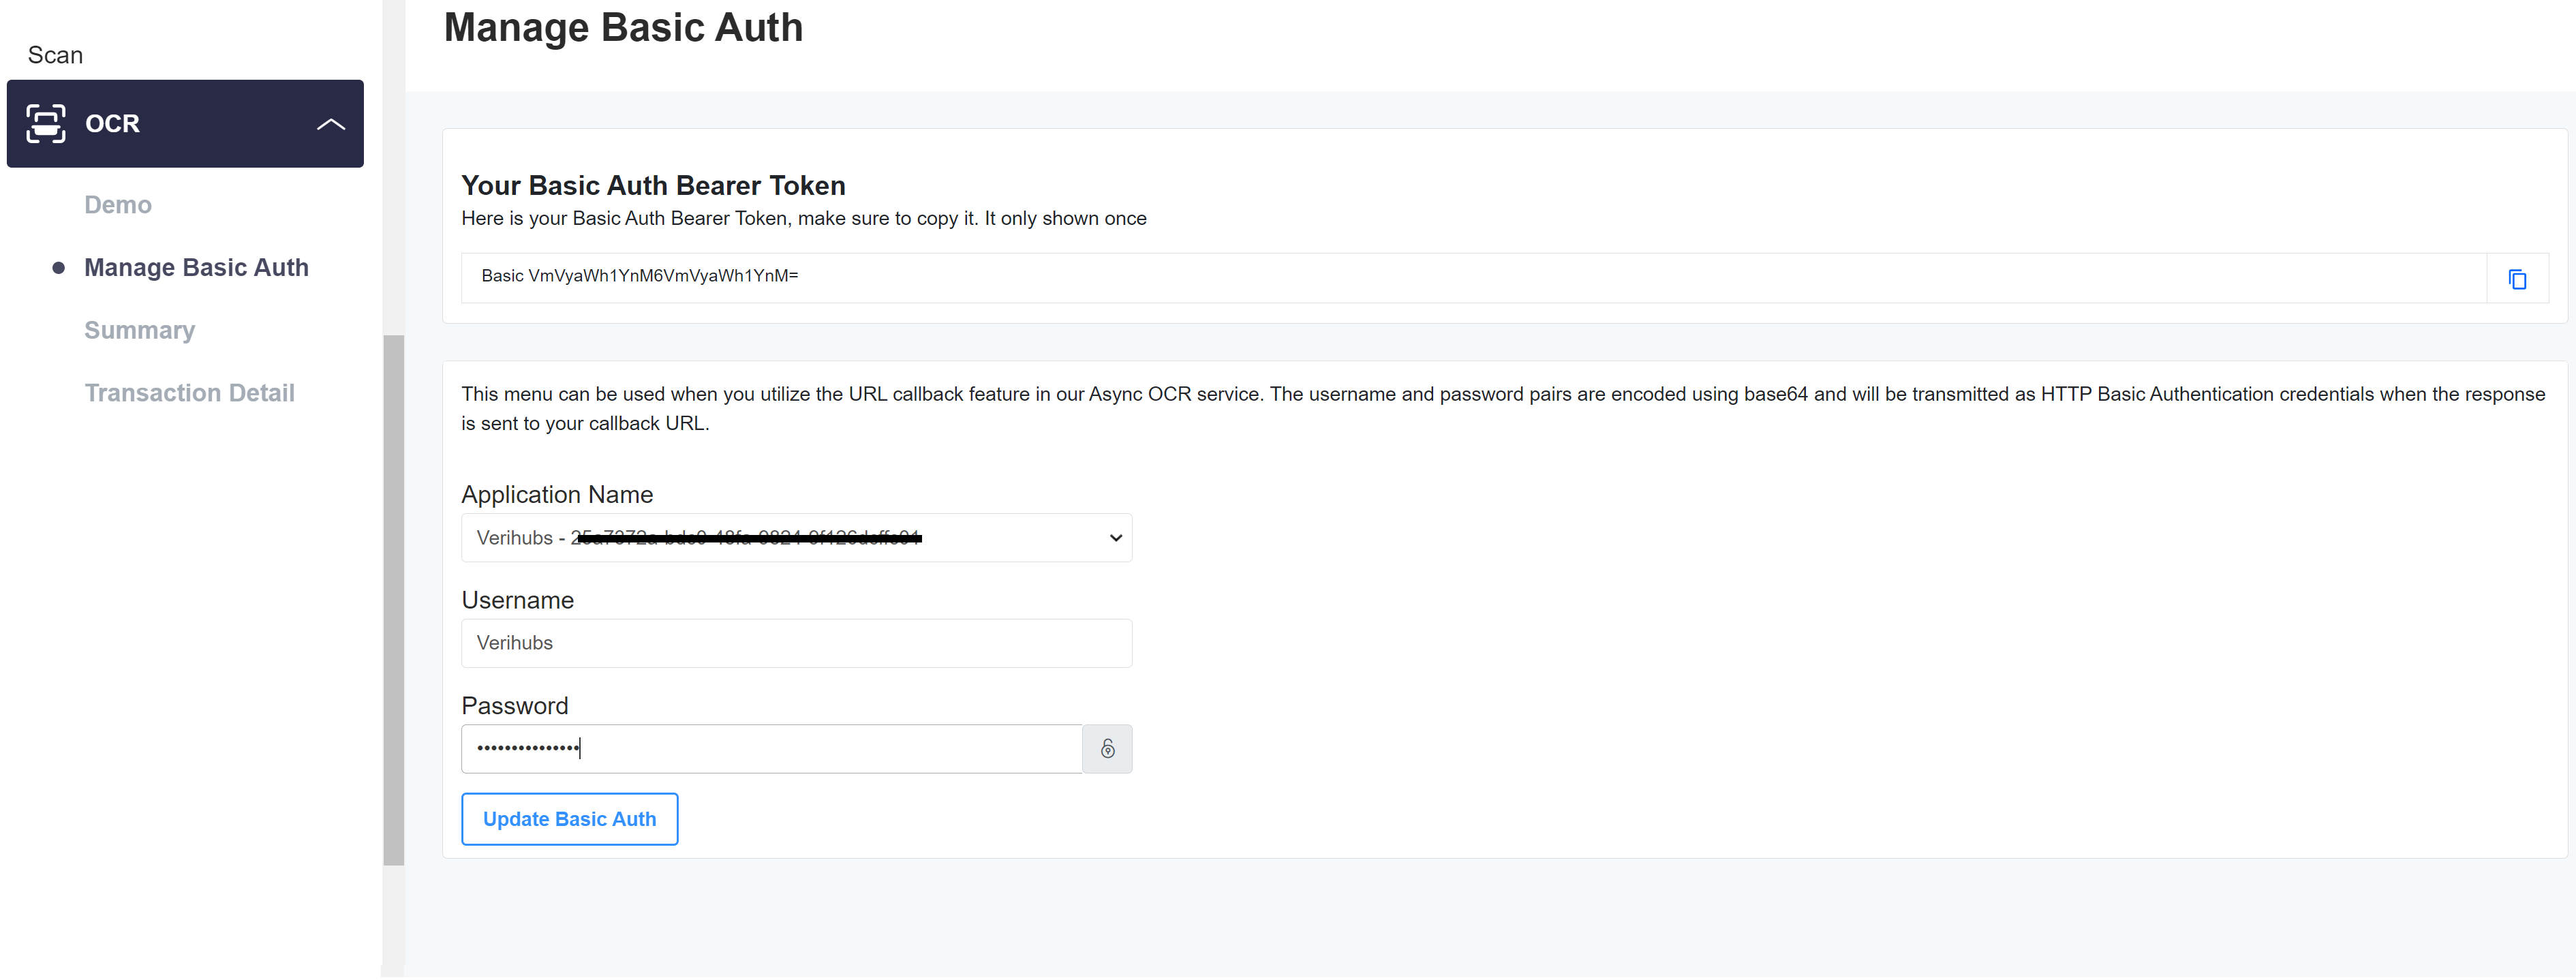 Manage Basic Auth
Scan
OCR
Demo
Manage Basic Auth
Summary
Transaction Detail
Your Basic Auth Bearer Token
Here is your Basic Auth Bearer Token, make sure to copy it. It only shown once
Basic VmVyaWh1YnM6VmVyaWh1YnM=
This menu can be used when you utilize the URL callback feature in our Async OCR service. The username and password pairs are encoded using base64 and will be transmitted as HTTP Basic Authentication credentials when the response
is sent to your callback URL.
Application Name
Verihubs -
Username
Verihubs
Password
Update Basic Auth